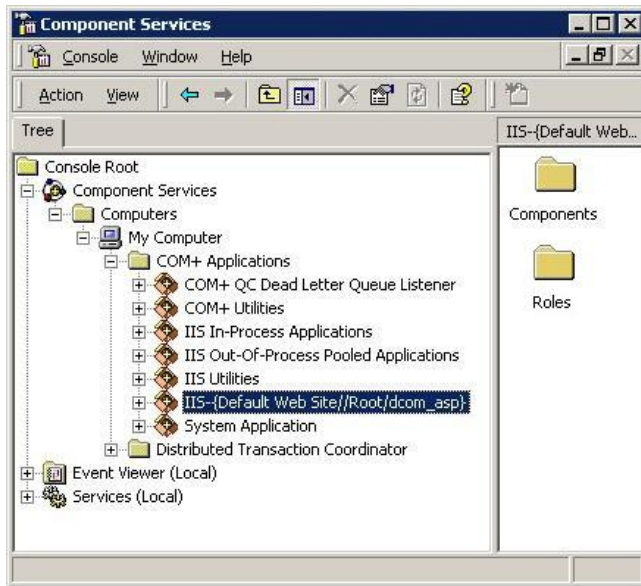 Component Services
Console Window Help
Action View
Tree
IIS-{Default Web...
Console Root
Component Services
Computers
My Computer
COM+ Applications
COM+ QC Dead Letter Queue Listener
COM+ Utilities
IIS In-Process Applications
IIS Out-Of-Process Pooled Applications
IIS Utilities
IIS-{Default Web Site//Root/dcom_asp}
System Application
Distributed Transaction Coordinator
Event Viewer (Local)
Services (Local)
Components
Roles